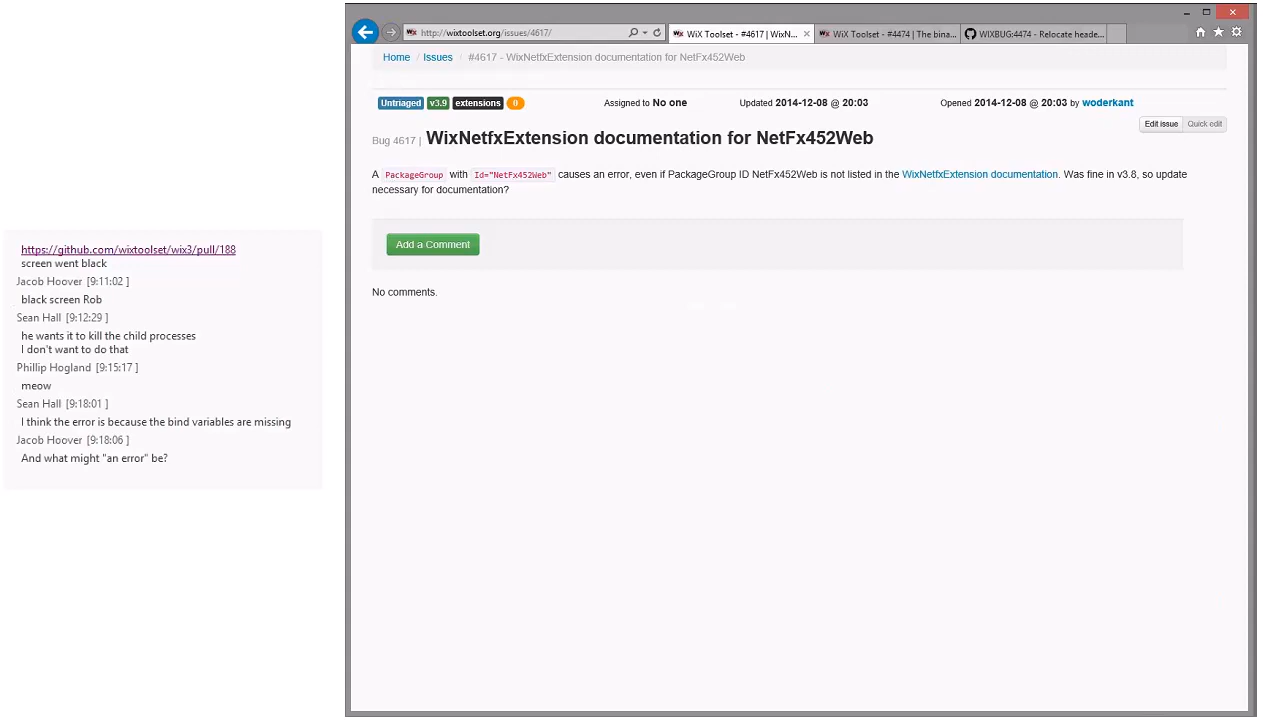 https://github.com/wixtoolset/wix3/pull/188
screen went black
Jacob Hoover [9:11:02 ]
black screen Rob
Sean Hall [9:12:29 ]
he wants it to kill the child processes
I don't want to do that
Phillip Hogland [9:15:17 ]
meow
Sean Hall [9:18:01 ]
I think the error is because the bind variables are missing
Jacob Hoover [9:18:06 ]
And what might "an error" be?
http://wixtoolset.org/issues/4617/
WiX Toolset - #4617 | WixN...
WiX Toolset - #4474 | The bina...
WIXBUG:4474 - Relocate heade...
Home / Issues / #4617 - WixNetfxExtension documentation for NetFx452Web
Untriaged v3.9 extensions 0 Assigned to No one Updated 2014-12-08 @ 20:03 Opened 2014-12-08 @ 20:03 by woderkant
Edit issue Quick edit
Bug 4617 | WixNetfxExtension documentation for NetFx452Web
A PackageGroup with Id="NetFx452Web" causes an error, even if PackageGroup ID NetFx452Web is not listed in the WixNetfxExtension documentation. Was fine in v3.8, so update
necessary for documentation?
Add a Comment
No comments.